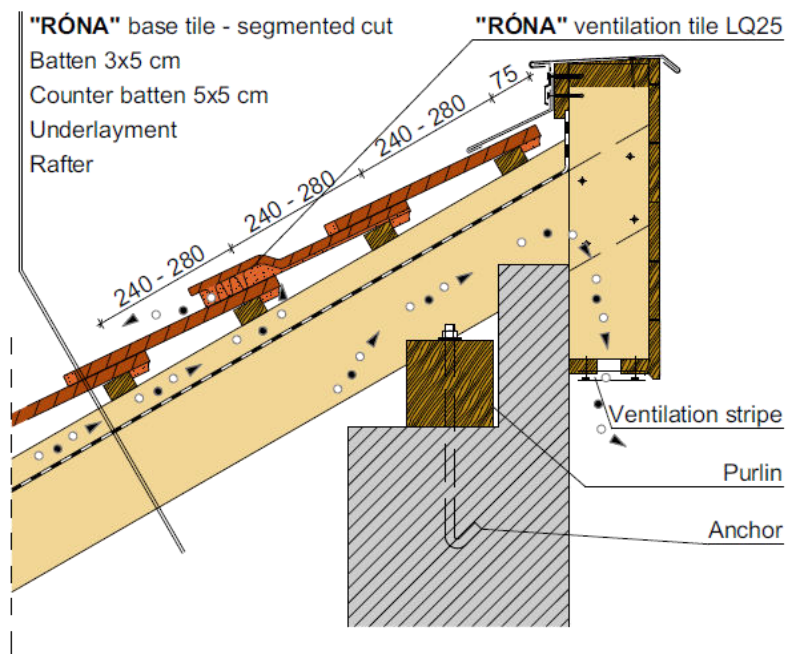 "RÓNA" base tile - segmented cut
Batten 3x5 cm
Counter batten 5x5 cm
Underlayment
Rafter
"RÓNA" ventilation tile LQ25
75
240 - 280
240 - 280
240 - 280
Ventilation stripe
Purlin
Anchor